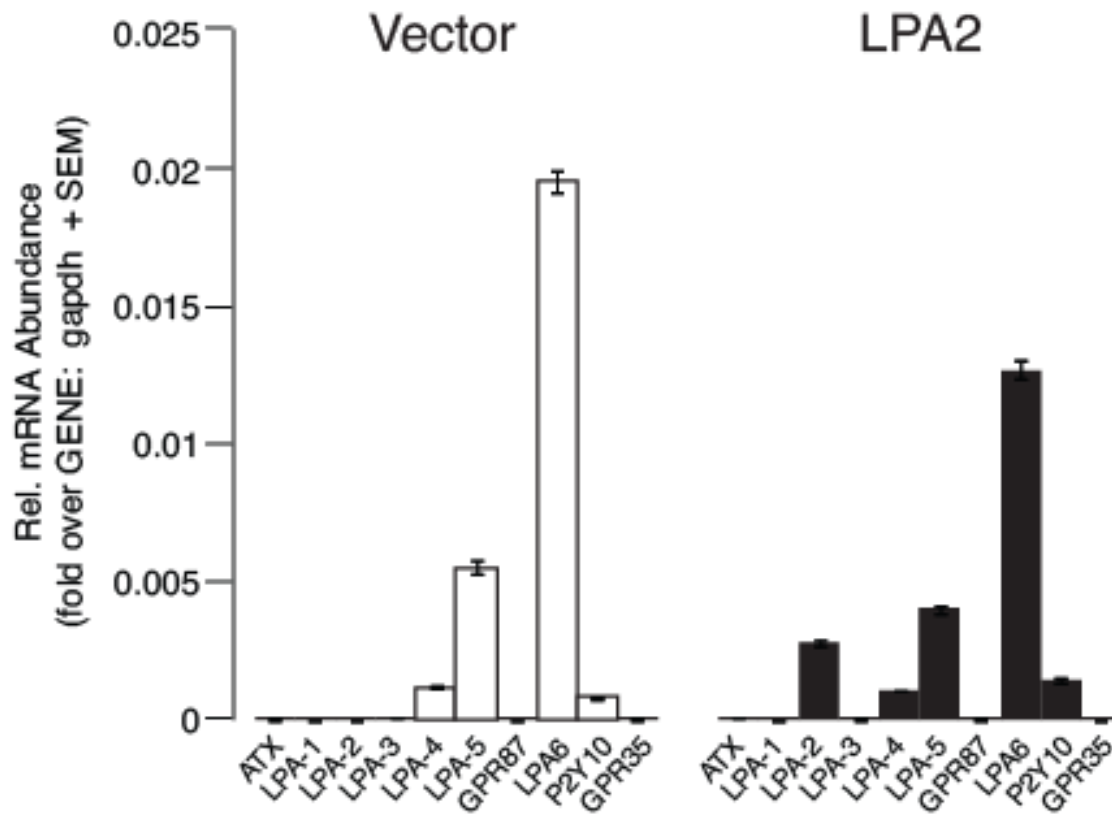 Vector
LPA2
Rel. mRNA Abundance
(fold over GENE: gapdh + SEM)
0.025
0.02
0.015
0.01
0.005
0
ATX
LPA-1
LPA-2
LPA-3
LPA-4
LPA-5
GPR87
LPA6
P2Y10
GPR35
ATX
LPA-1
LPA-2
LPA-3
LPA-4
LPA-5
GPR87
LPA6
P2Y10
GPR35